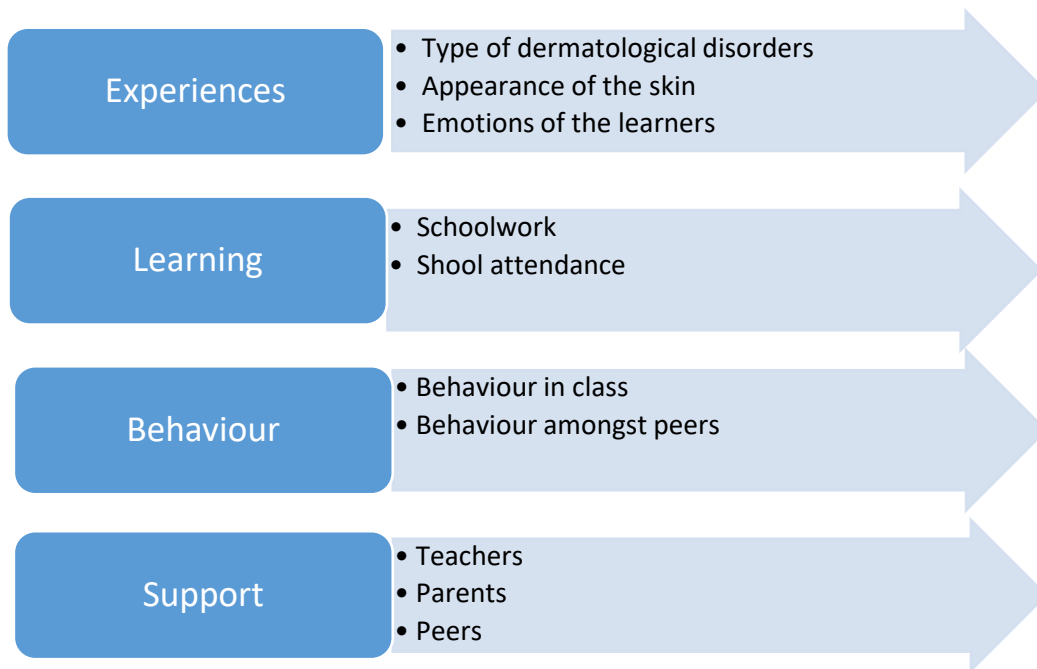 Experiences
• Type of dermatological disorders
• Appearance of the skin
• Emotions of the learners
Learning
• Schoolwork
• Shool attendance
Behaviour
• Behaviour in class
• Behaviour amongst peers
Support
• Teachers
• Parents
• Peers